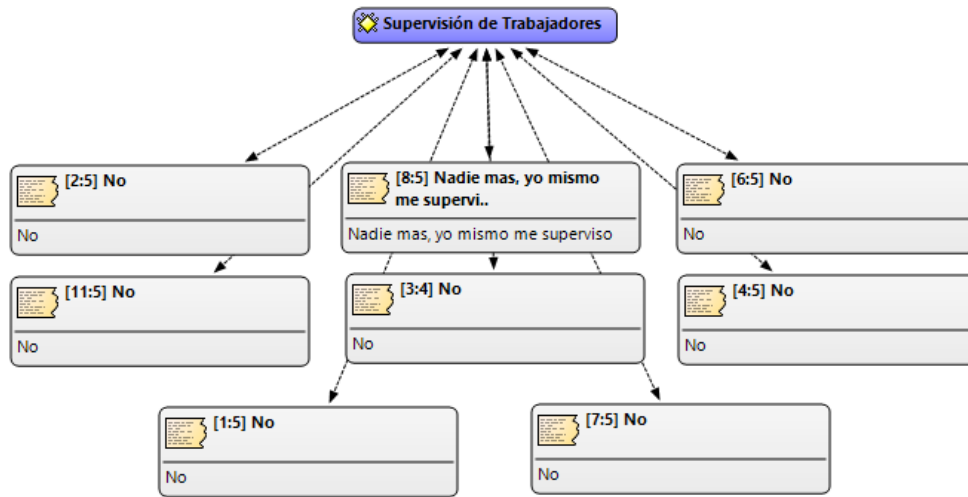 Supervisión de Trabajadores
[2:5] No
No
[8:5] Nadie mas, yo mismo
me supervi..
Nadie mas, yo mismo me superviso
[6:5] No
No
[11:5] No
No
[3:4] No
No
[4:5] No
No
[1:5] No
No
[7:5] No
No